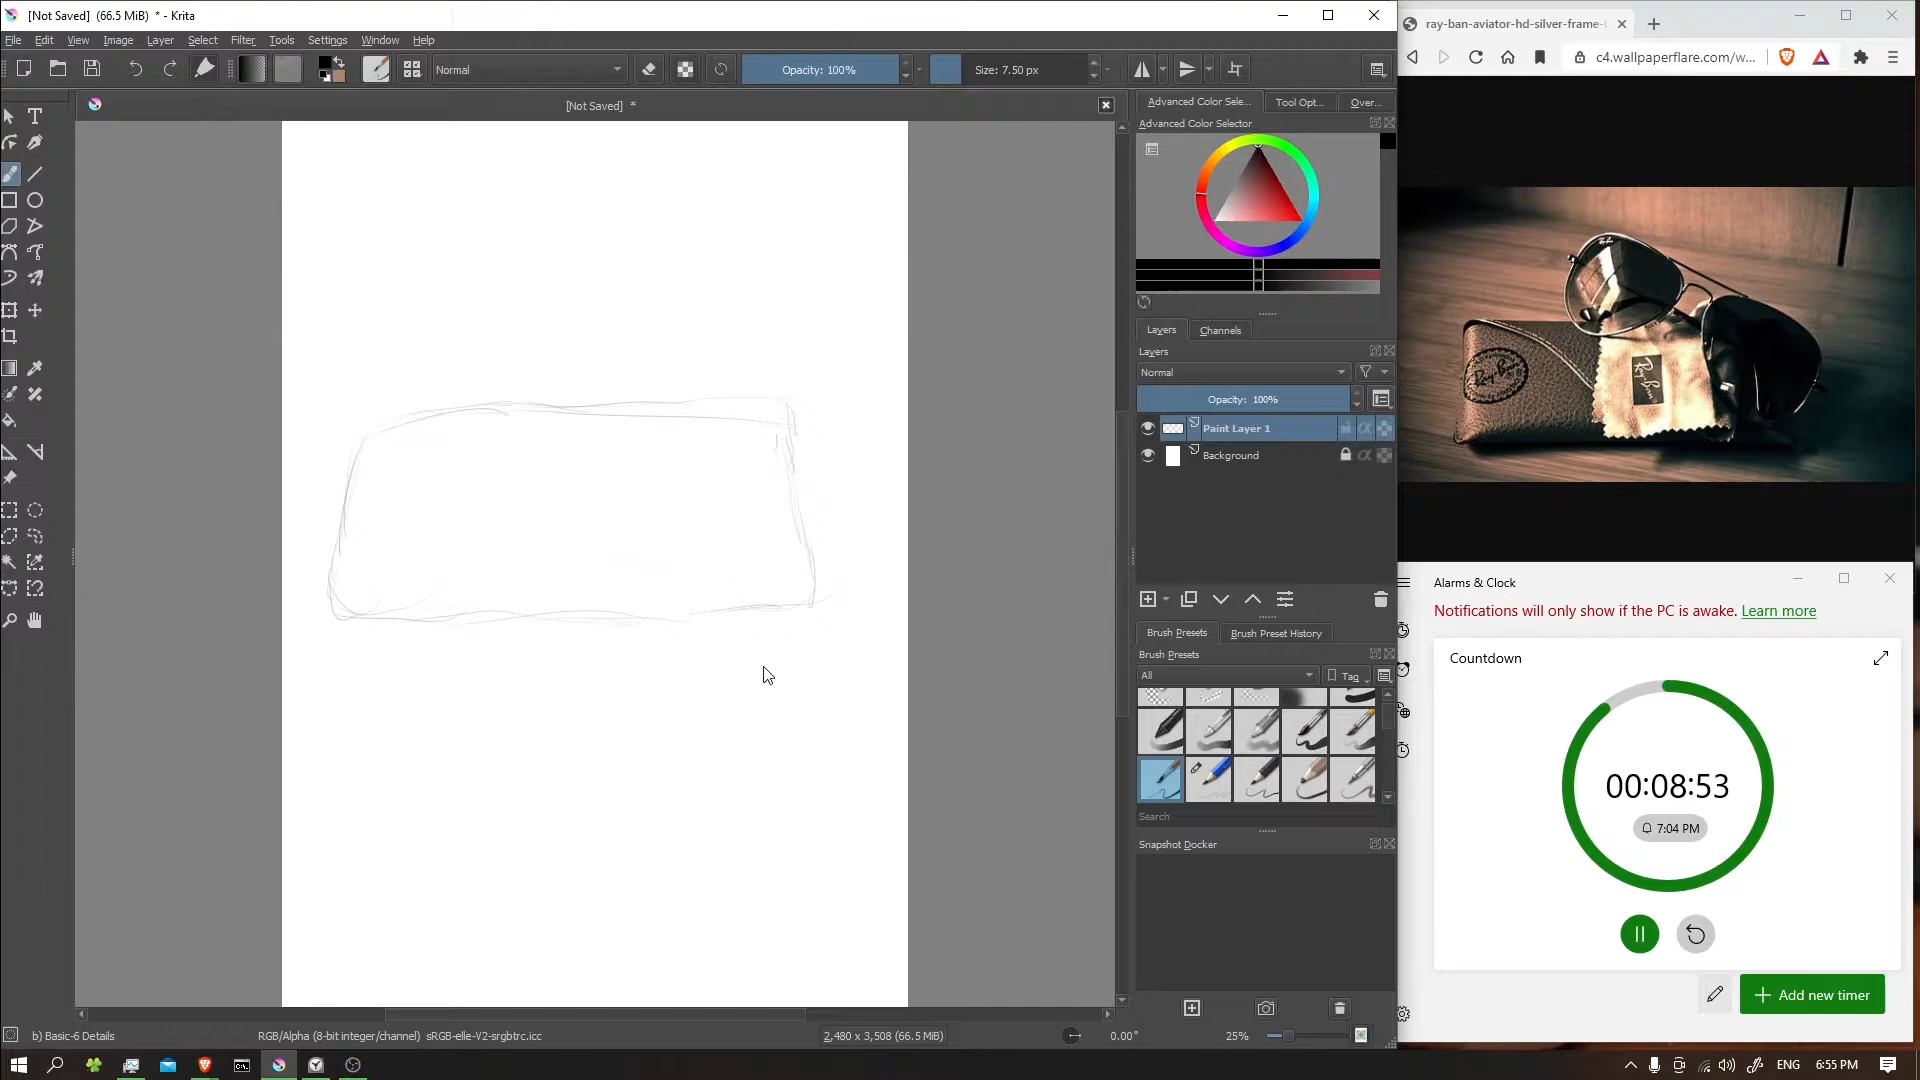 [Not Saved]  (66.5 MiB)  * - Krita
File Edit View Image Layer Select Filter Tools Settings Window Help
Normal
Opacity: 100%
Size: 7.50 px
[Not Saved]  *
Advanced Color Sele...
Tool Opt...
Over...
Advanced Color Selector
Layers
Channels
Layers
Normal
Opacity:  100%
Paint Layer 1
Background
Brush Presets
Brush Preset History
Brush Presets
All
Tag
Search
Snapshot Docker
b) Basic-6 Details
RGB/Alpha (8-bit integer/channel)  sRGB-elle-V2-srgbtrc.icc
2,480 x 3,508 (66.5 MiB)
0.00°
25%
ray-ban-aviator-hd-silver-frame-
c4.wallpaperflare.com/w...
Ray-Ban
Ray-Ban
Alarms & Clock
Notifications will only show if the PC is awake. Learn more
Countdown
00:08:53
7:04 PM
Add new timer
ENG
6:55 PM